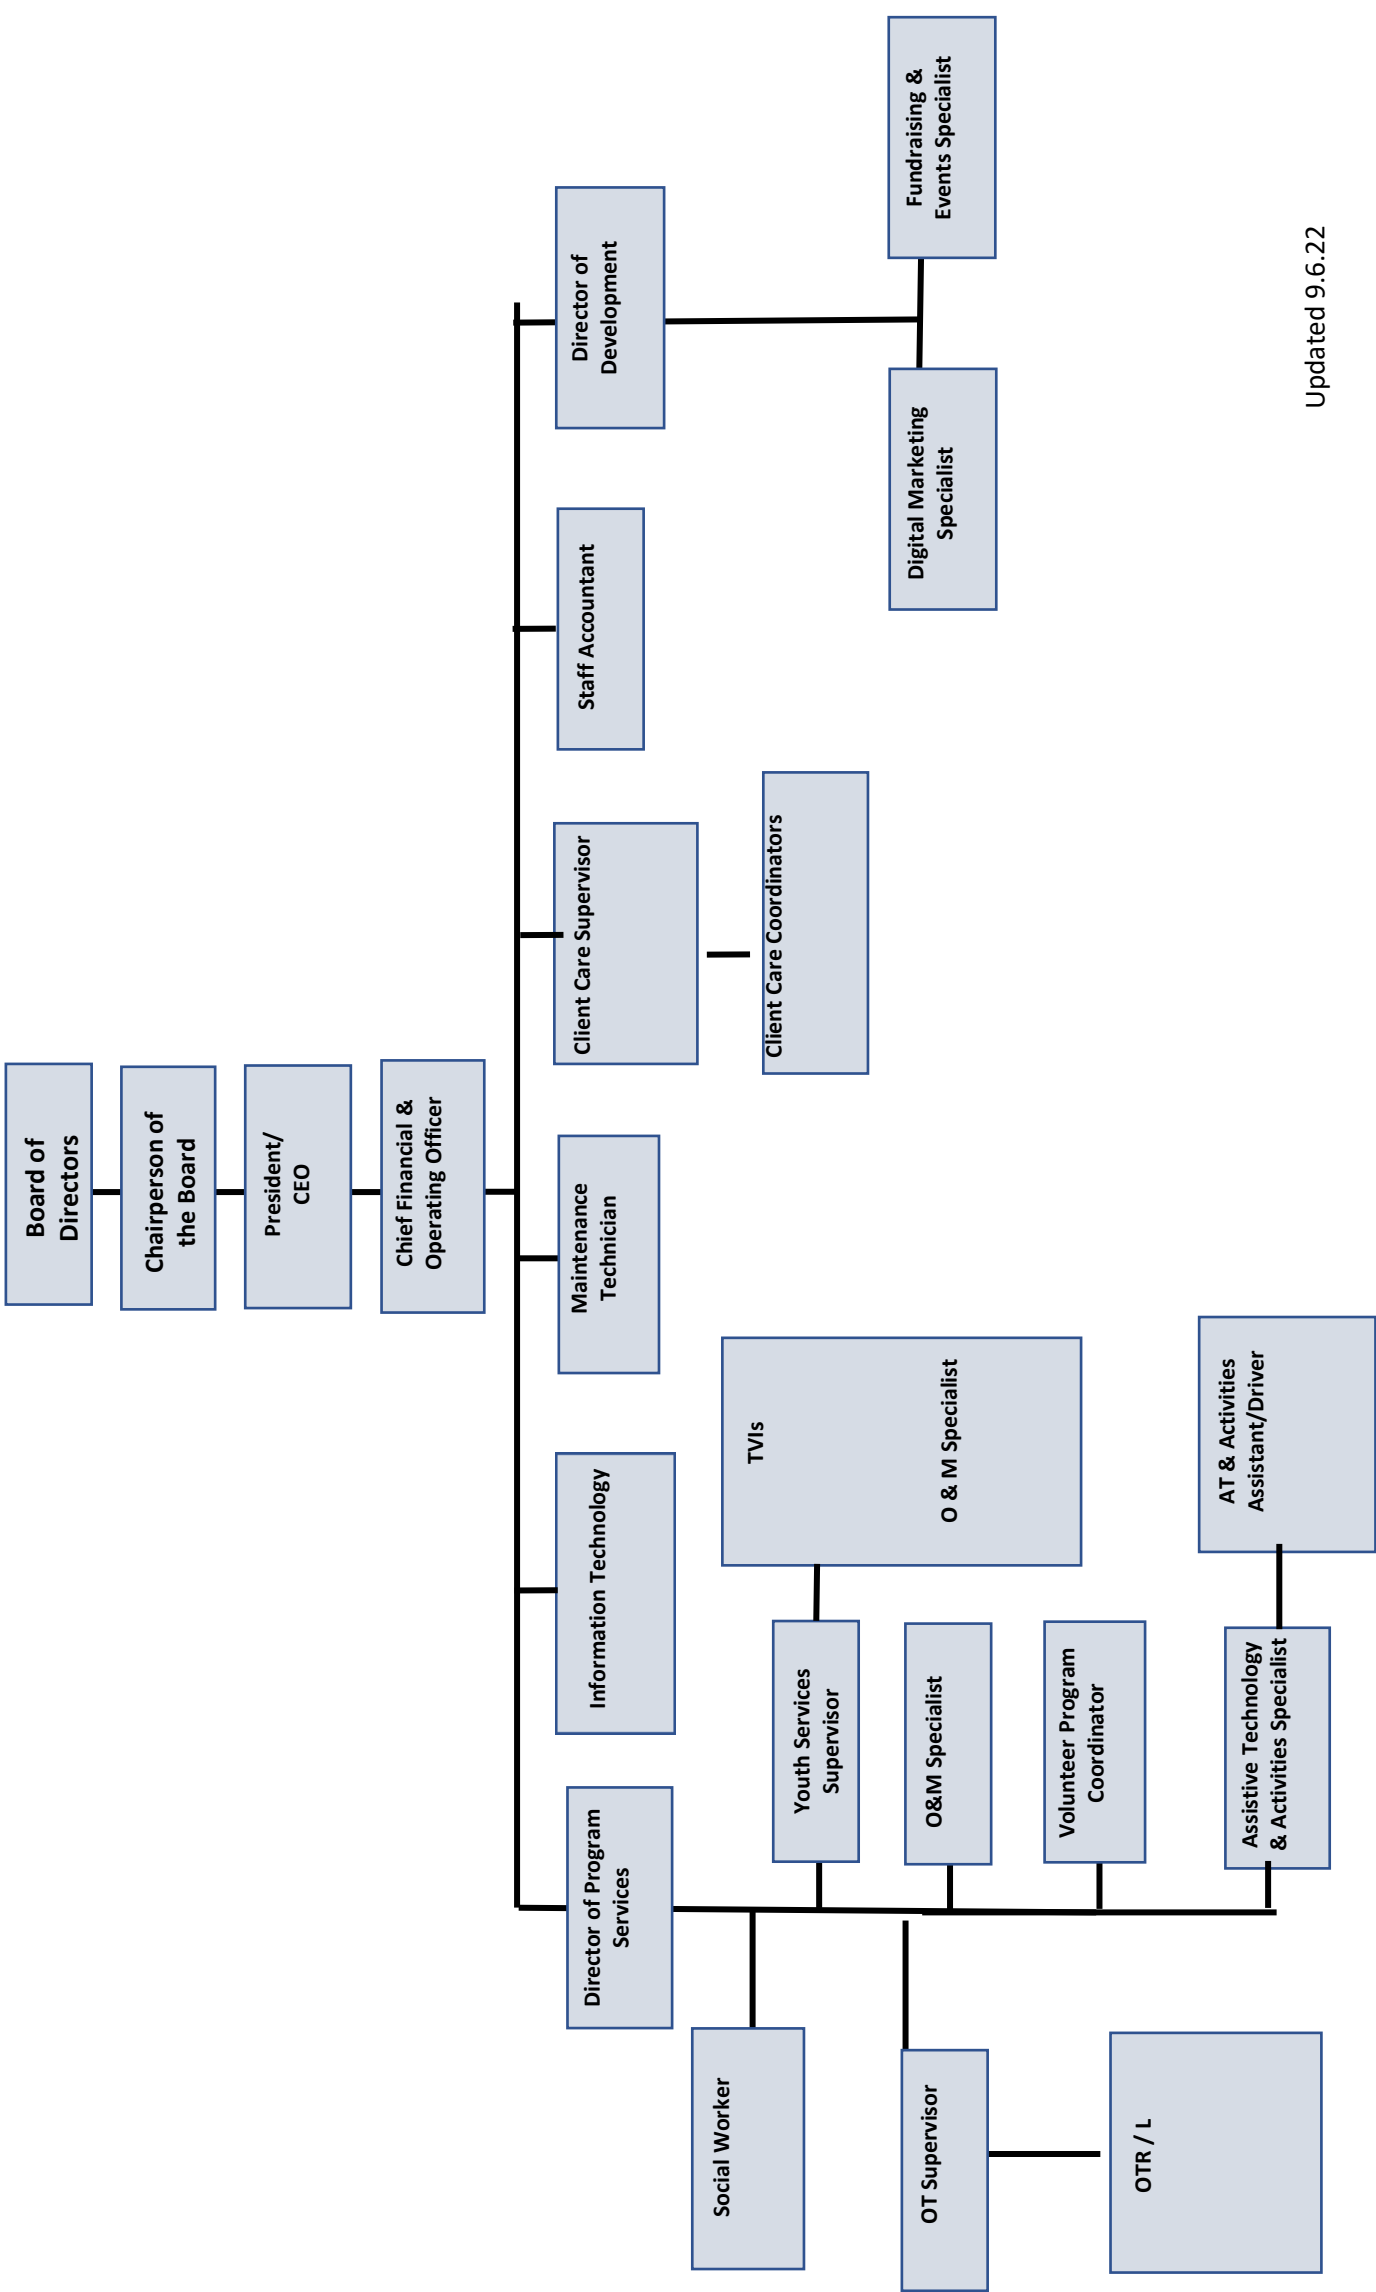 Board of
Directors
Chairperson of
the Board
President/
CEO
Chief Financial &
Operating Officer
Director of Program
Services
Information Technology
Maintenance
Technician
Client Care Supervisor
Staff Accountant
Director of
Development
Social Worker
Youth Services
Supervisor
TVIs
O & M Specialist
Client Care Coordinators
OT Supervisor
O&M Specialist
Digital Marketing
Specialist
Fundraising &
Events Specialist
Volunteer Program
Coordinator
OTR / L
Assistive Technology
& Activities Specialist
AT & Activities
Assistant/Driver
Updated 9.6.22